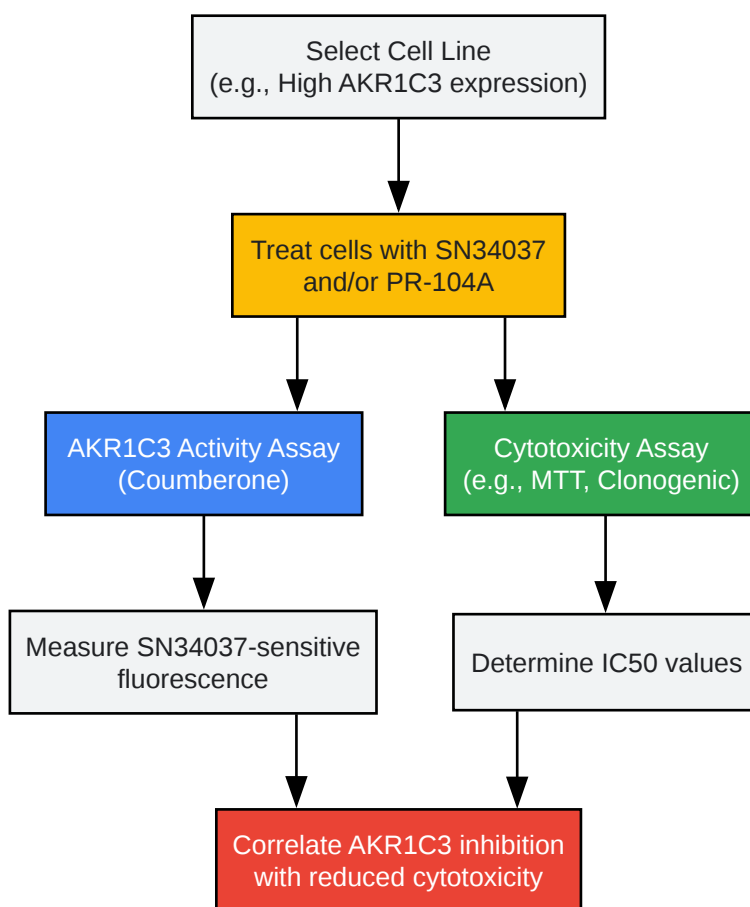 Select Cell Line
(e.g., High AKR1C3 expression)
Treat cells with SN34037
and/or PR-104A
AKR1C3 Activity Assay
(Coumberone)
Cytotoxicity Assay
(e.g., MTT, Clonogenic)
Measure SN34037-sensitive
fluorescence
Determine IC50 values
Correlate AKR1C3 inhibition
with reduced cytotoxicity